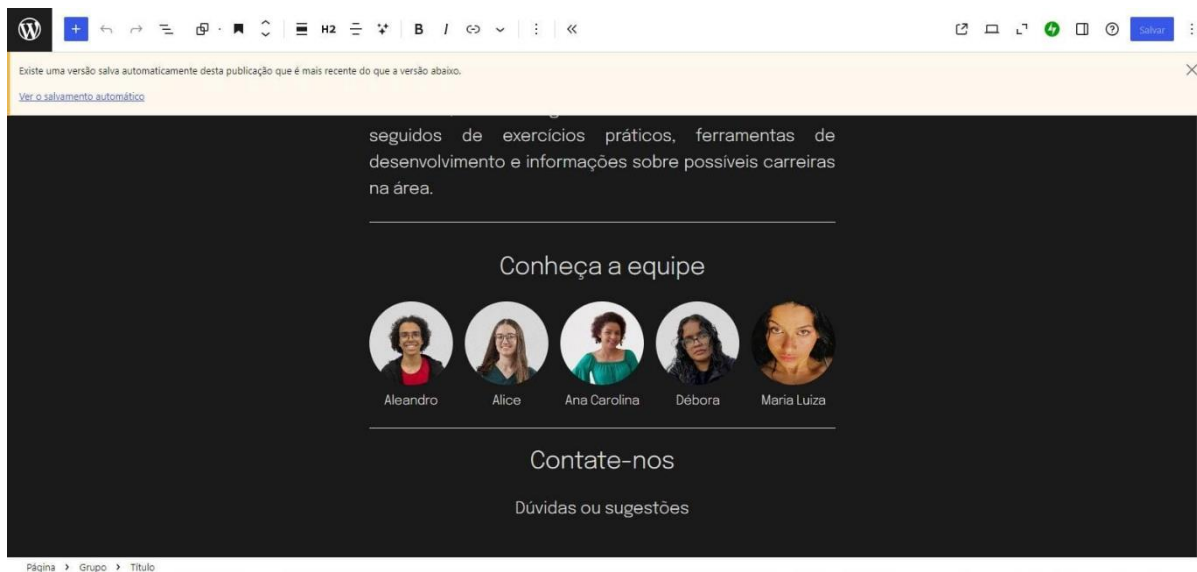 H2 B I Salvar
Existe uma versão salva automaticamente desta publicação que é mais recente do que a versão abaixo.
Ver o salvamento automático
seguidos de exercícios práticos, ferramentas de
desenvolvimento e informações sobre possíveis carreiras
na área.
Conheça a equipe
Aleandro Alice Ana Carolina Débora Maria Luiza
Contate-nos
Dúvidas ou sugestões
Página > Grupo > Título